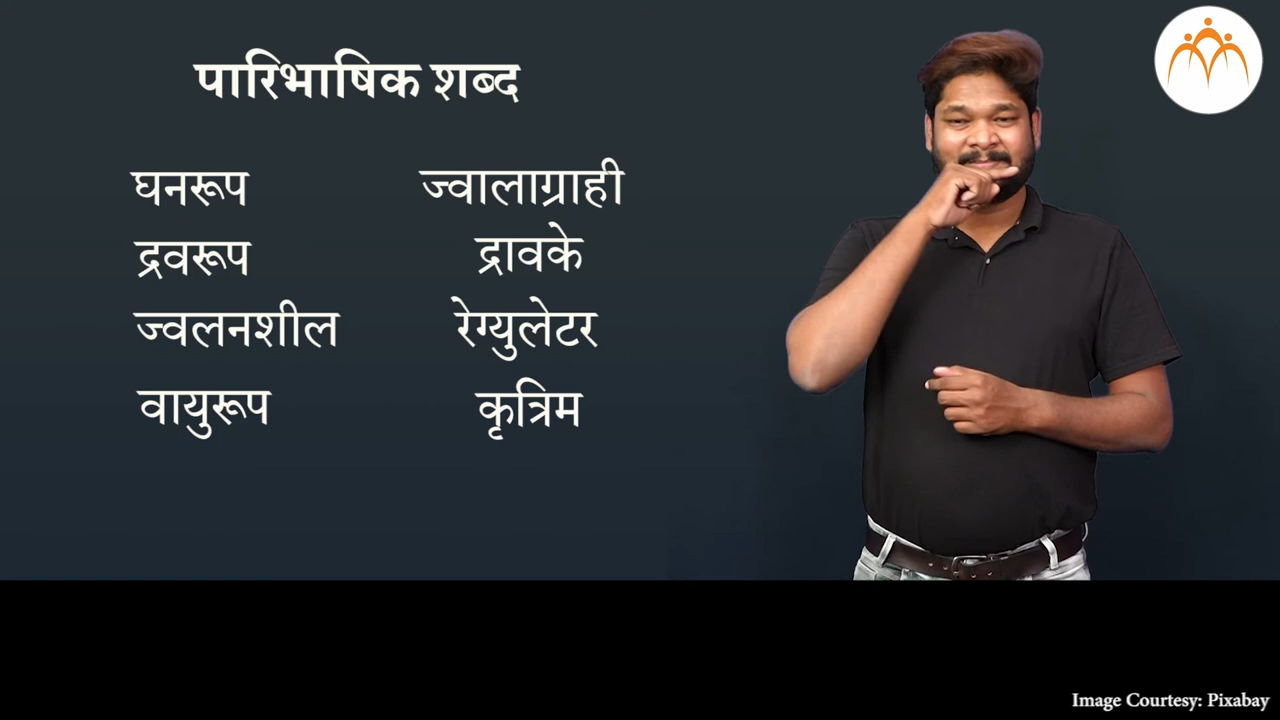 पारिभाषिक शब्द
घनरूप
द्रवरूप
ज्वलनशील
वायुरूप
ज्वालाग्राही
द्रावके
रेग्युलेटर
कृत्रिम
Image Courtesy: Pixabay